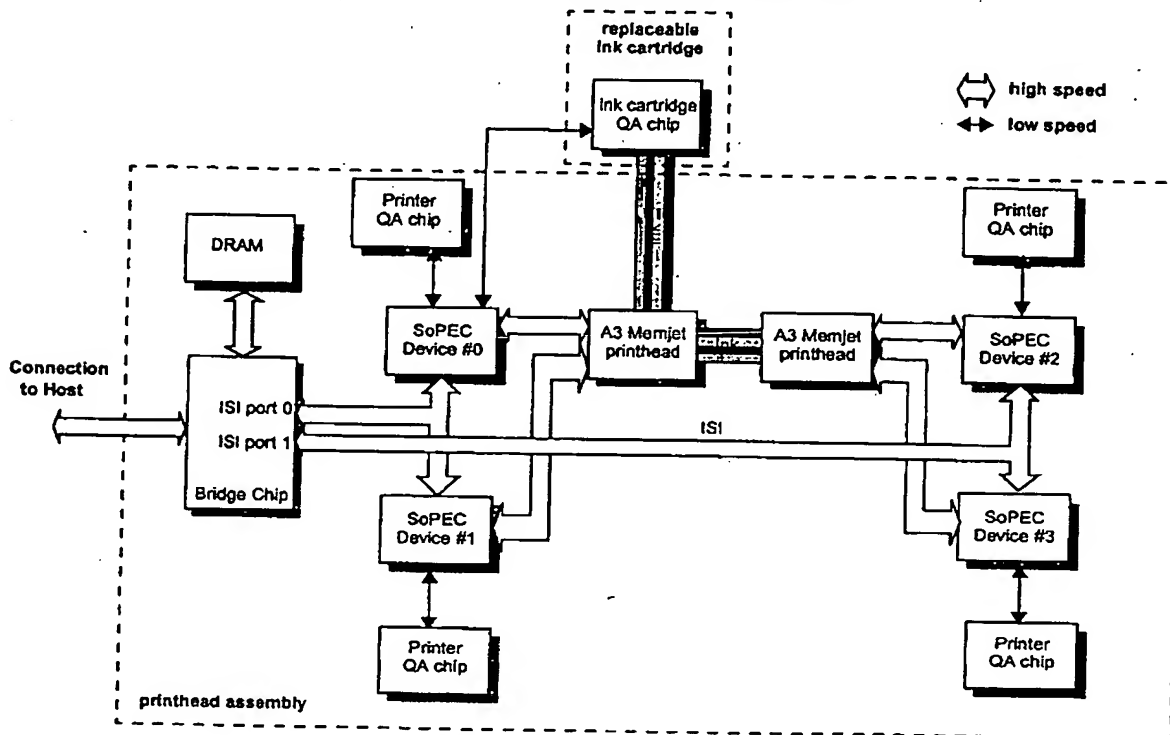 replaceable
ink cartridge
Ink cartridge
QA chip
high speed
low speed
Printer
QA chip
Printer
QA chip
DRAM
Ink
SoPEC
Device #0
A3 Memjet
printhead
Ink
A3 Memjet
printhead
SoPEC
Device #2
Connection
to Host
ISI port 0
ISI port 1
ISI
Bridge Chip
SoPEC
Device #1
SoPEC
Device #3
Printer
QA chip
Printer
QA chip
printhead assembly